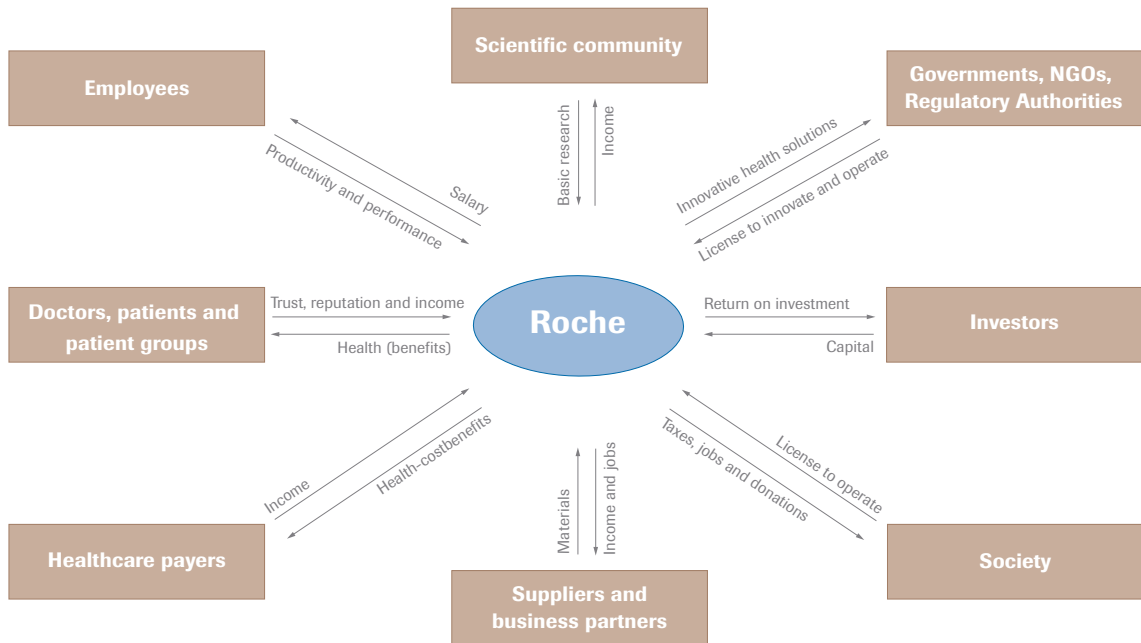 Scientific community
Employees
Governments, NGOs,
Regulatory Authorities
Basic research
Income
Innovative health solutions
License to innovate and operate
Salary
Productivity and performance
Doctors, patients and
patient groups
Trust, reputation and income
Health (benefits)
Roche
Return on investment
Capital
Investors
Income
Health-costbenefits
Materials
Income and jobs
License to operate
Taxes, jobs and donations
Healthcare payers
Suppliers and
business partners
Society